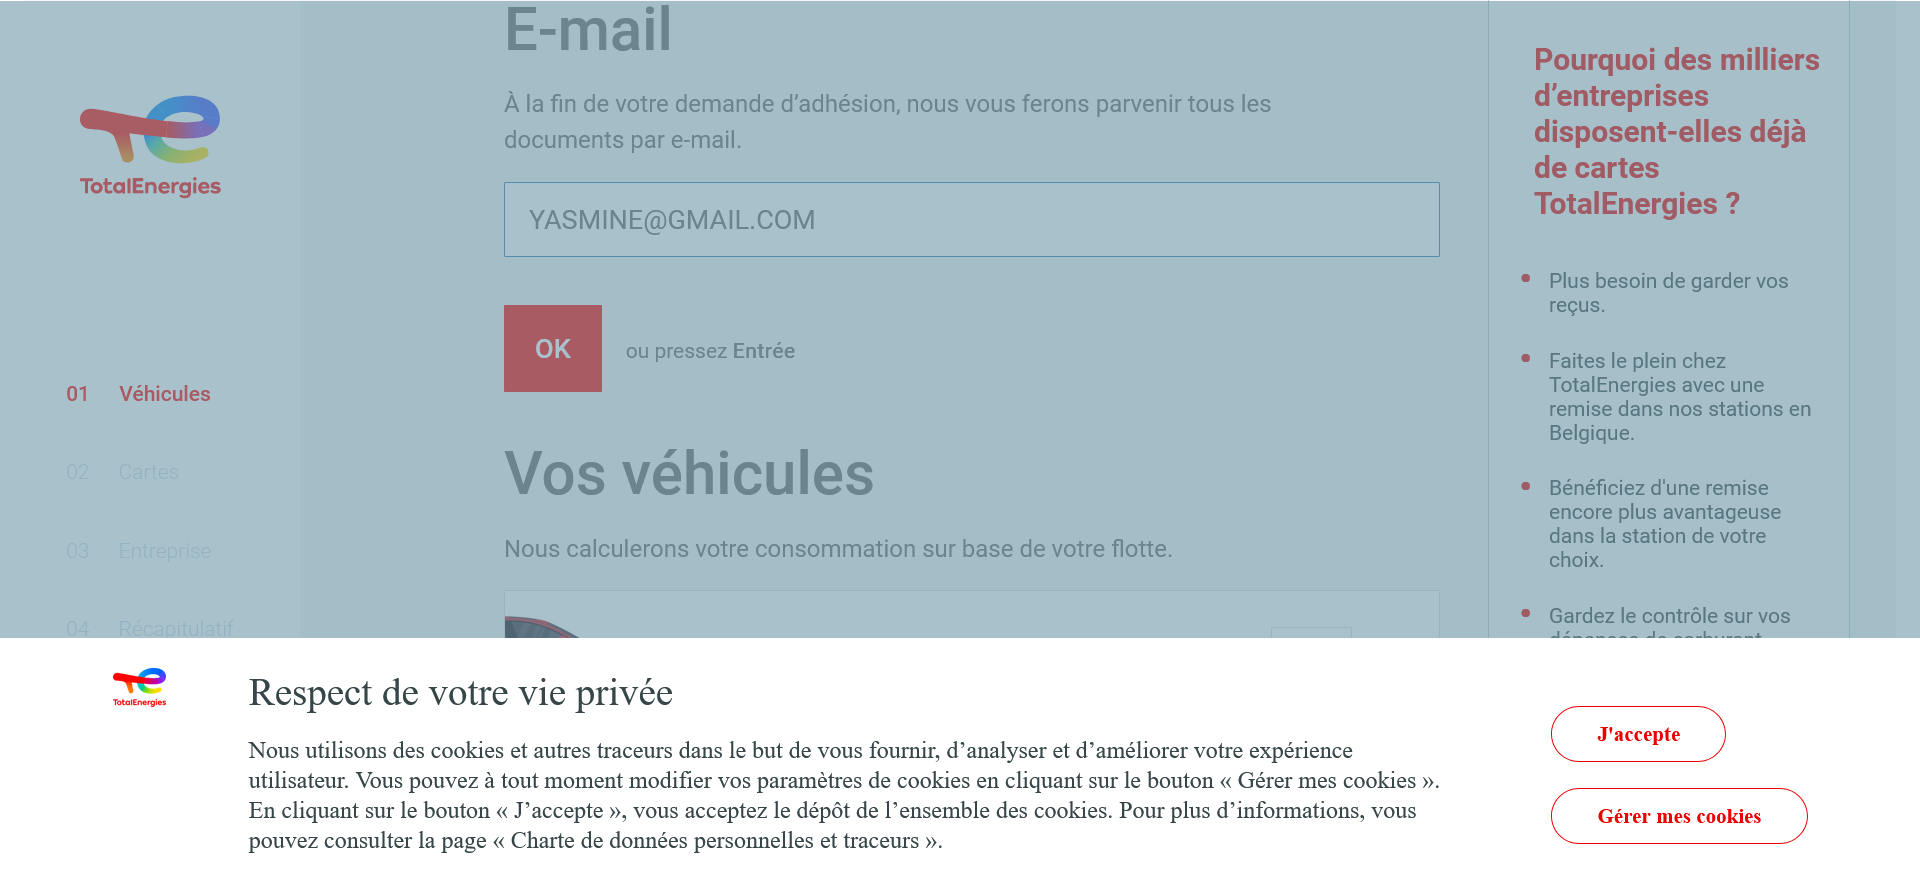 TotalEnergies
01 Véhicules
02 Cartes
03 Entreprise
04 Récapitulatif
E-mail
À la fin de votre demande d’adhésion, nous vous ferons parvenir tous les
documents par e-mail.
YASMINE@GMAIL.COM
OK
ou pressez Entrée
Vos véhicules
Nous calculerons votre consommation sur base de votre flotte.
Pourquoi des milliers
d’entreprises
disposent-elles déjà
de cartes
TotalEnergies ?
Plus besoin de garder vos
reçus.
Faites le plein chez
TotalEnergies avec une
remise dans nos stations en
Belgique.
Bénéficiez d'une remise
encore plus avantageuse
dans la station de votre
choix.
Gardez le contrôle sur vos
dépenses de carburant
TotalEnergies
Respect de votre vie privée
Nous utilisons des cookies et autres traceurs dans le but de vous fournir, d’analyser et d’améliorer votre expérience
utilisateur. Vous pouvez à tout moment modifier vos paramètres de cookies en cliquant sur le bouton « Gérer mes cookies ».
En cliquant sur le bouton « J’accepte », vous acceptez le dépôt de l’ensemble des cookies. Pour plus d’informations, vous
pouvez consulter la page « Charte de données personnelles et traceurs ».
J'accepte
Gérer mes cookies